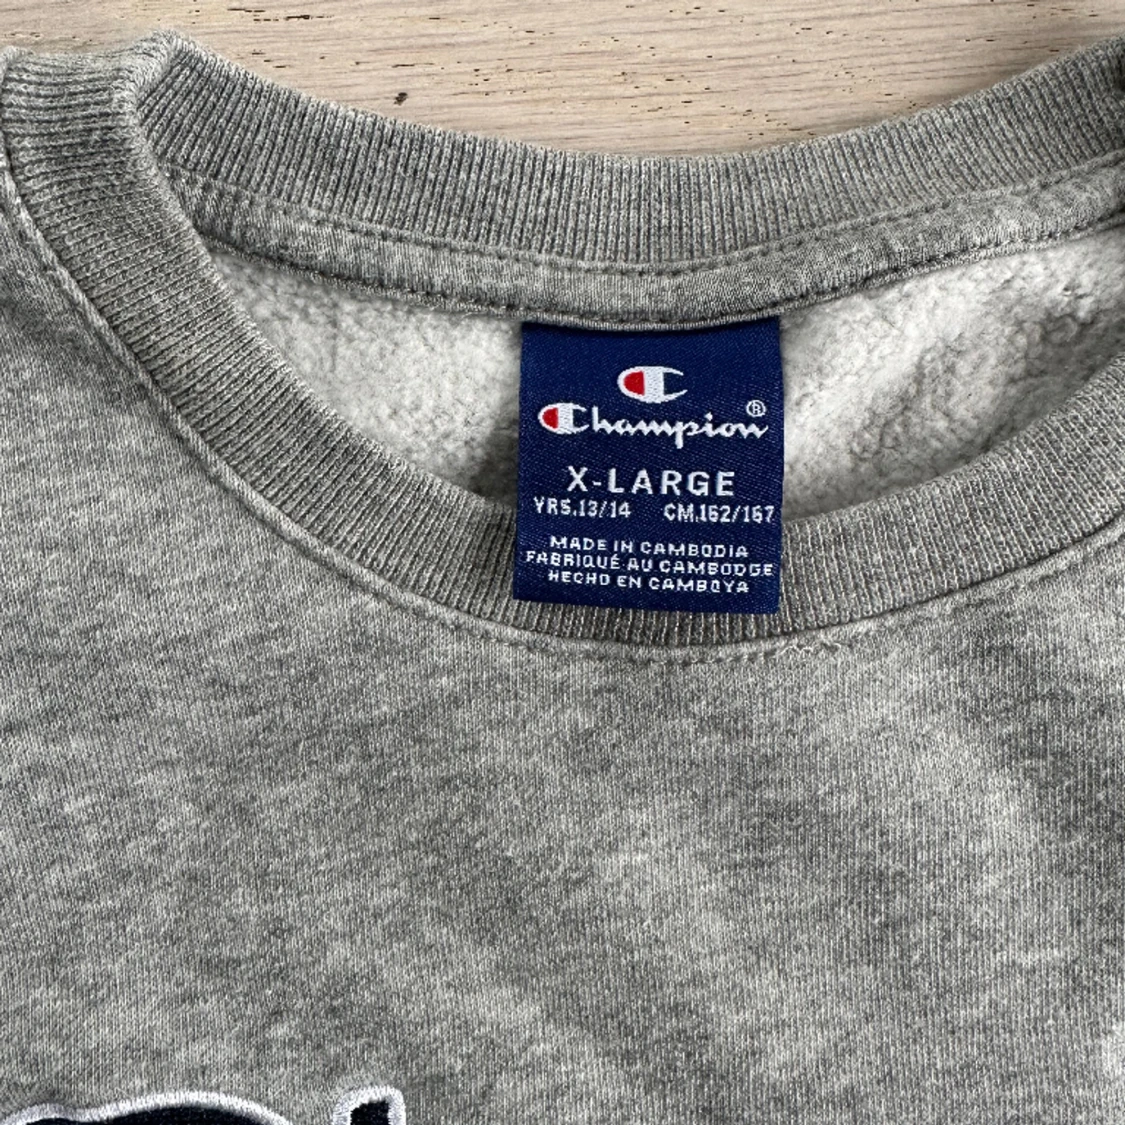 Champion®
X-LARGE
YRS.13/14 CM.162/167
MADE IN CAMBODIA
FABRIQUÉ AU CAMBODGE
HECHO EN CAMBOYA